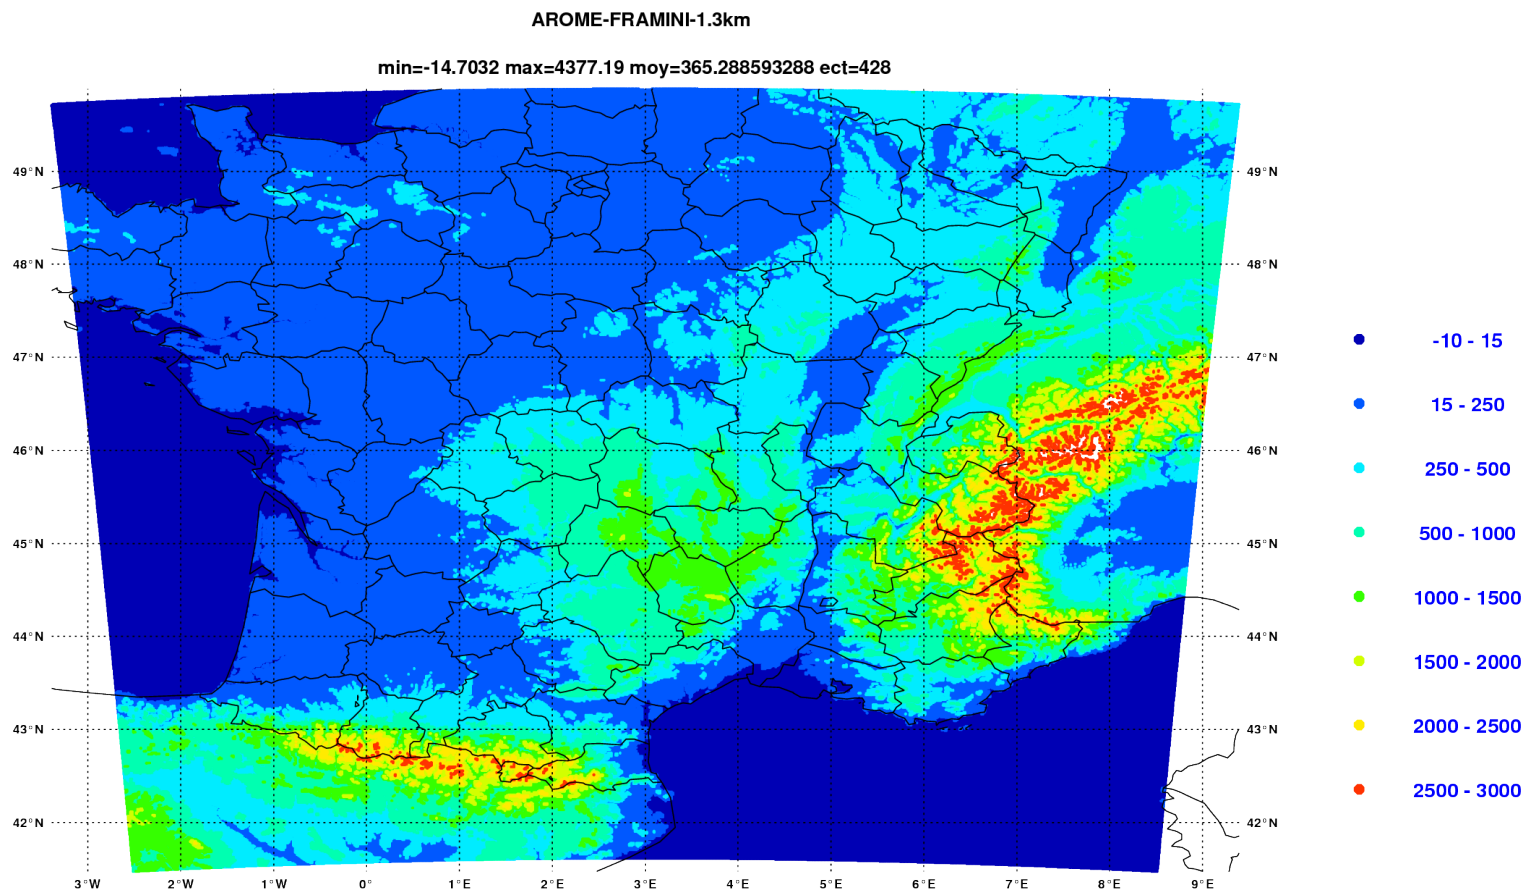 AROME-FRAMINI-1.3km
min=-14.7032 max=4377.19 moy=365.288593288 ect=428
49°N 49°N
48°N 48°N
-10 - 15
47°N 47°N
15 - 250
46°N 46°N
250 - 500
500 - 1000
45°N 45°N
1000 - 1500
44°N 44°N
1500 - 2000
43°N 43°N
2000 - 2500
2500 - 3000
42°N 42°N
3°W 2°W 1°W 0° 1°E 2°E 3°E 4°E 5°E 6°E 7°E 8°E 9°E